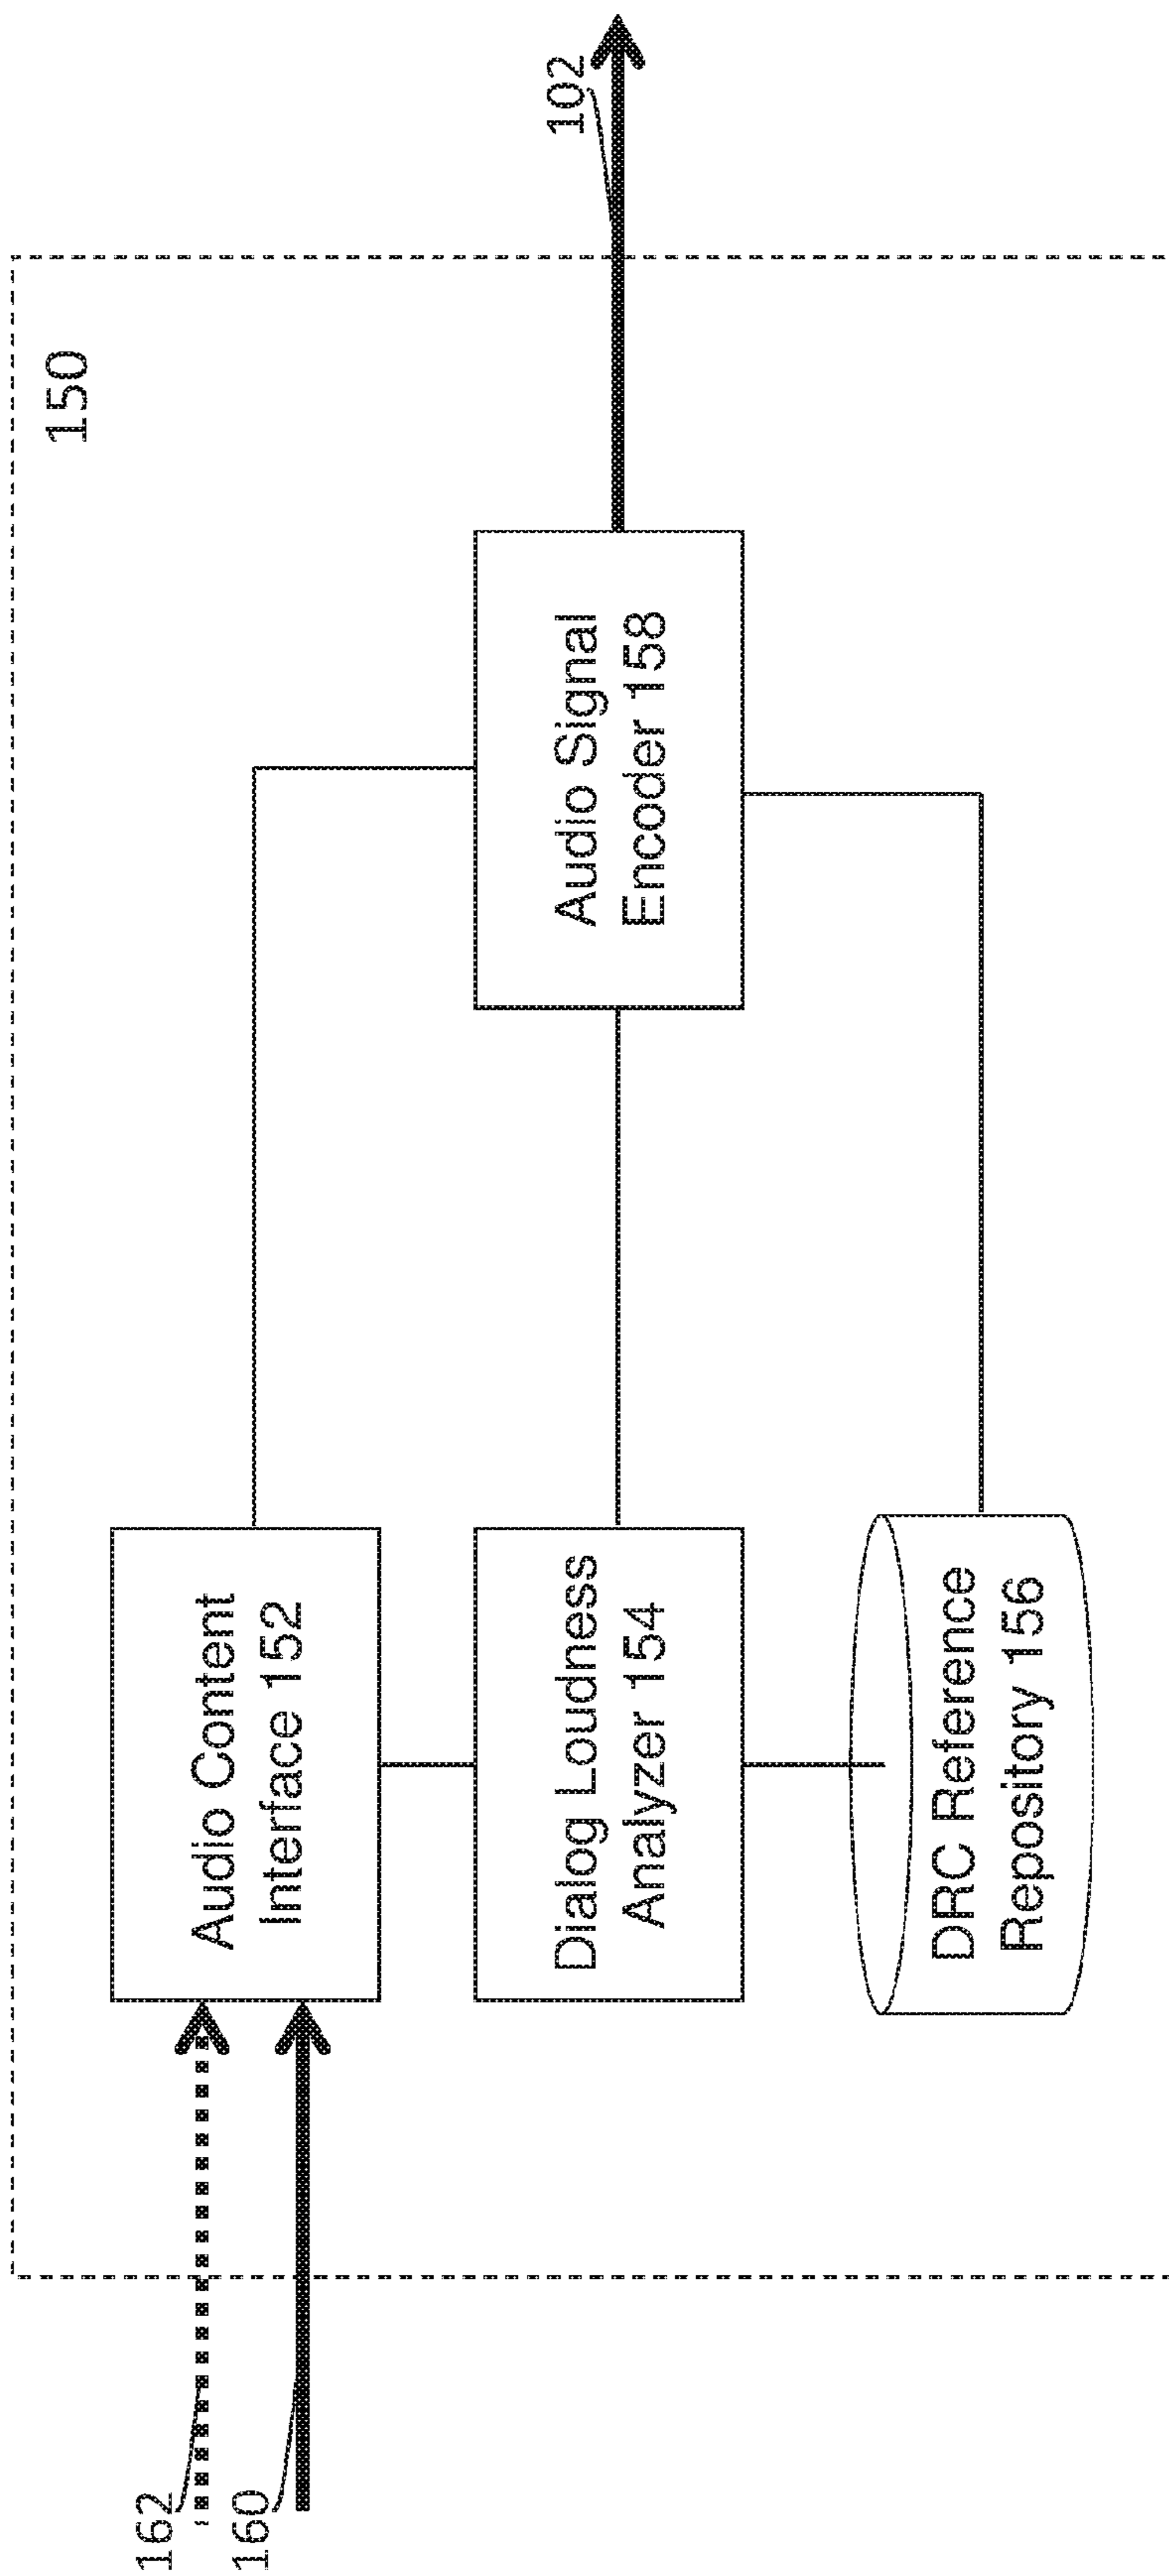 150
162
160
102
Audio Content
Interface 152
Dialog Loudness
Analyzer 154
Audio Signal
Encoder 158
DRC Reference
Repository 156